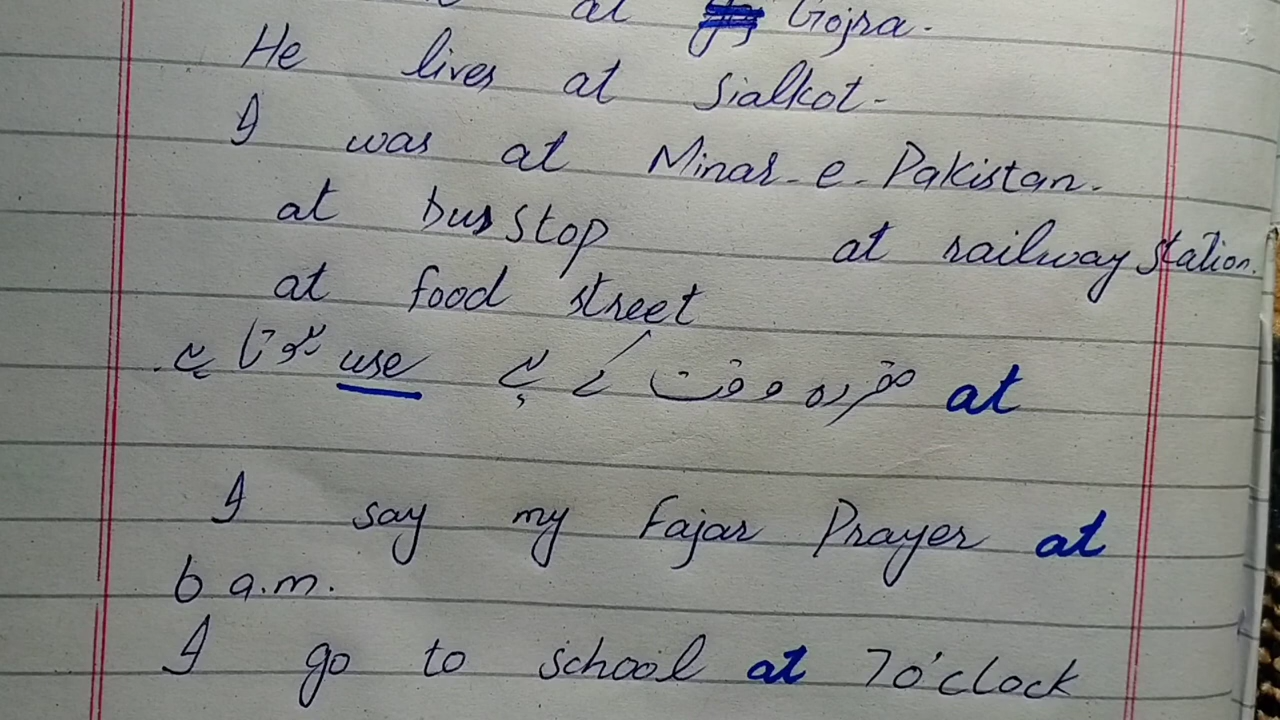 at Gojra.
He lives at Sialkot.
I was at Minar-e-Pakistan.
at bus stop at railway station.
at food street
at مقررہ وقت کے لیے use ہوتا ہے۔
I say my Fajar Prayer at
6 a.m.
I go to school at 7o'clock